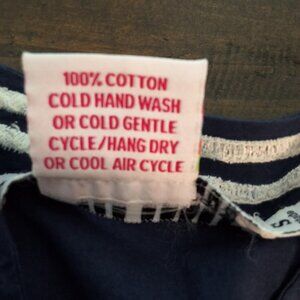 100% COTTON
COLD HAND WASH
OR COLD GENTLE
CYCLE/HANG DRY
OR COOL AIR CYCLE